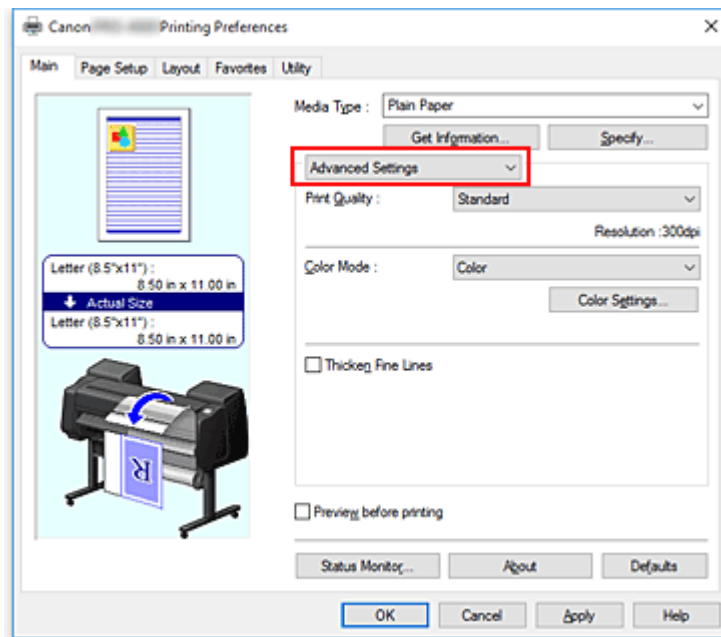 Canon Printing Preferences
Main Page Setup Layout Favorites Utility
Media Type : Plain Paper
Get Information... Specify...
Advanced Settings
Print Quality : Standard
Resolution :300dpi
Letter (8.5"x11") :
8.50 in x 11.00 in
Actual Size
Letter (8.5"x11") :
8.50 in x 11.00 in
Color Mode : Color
Color Settings...
Thicken Fine Lines
R
Preview before printing
Status Monitor... About Defaults
OK Cancel Apply Help